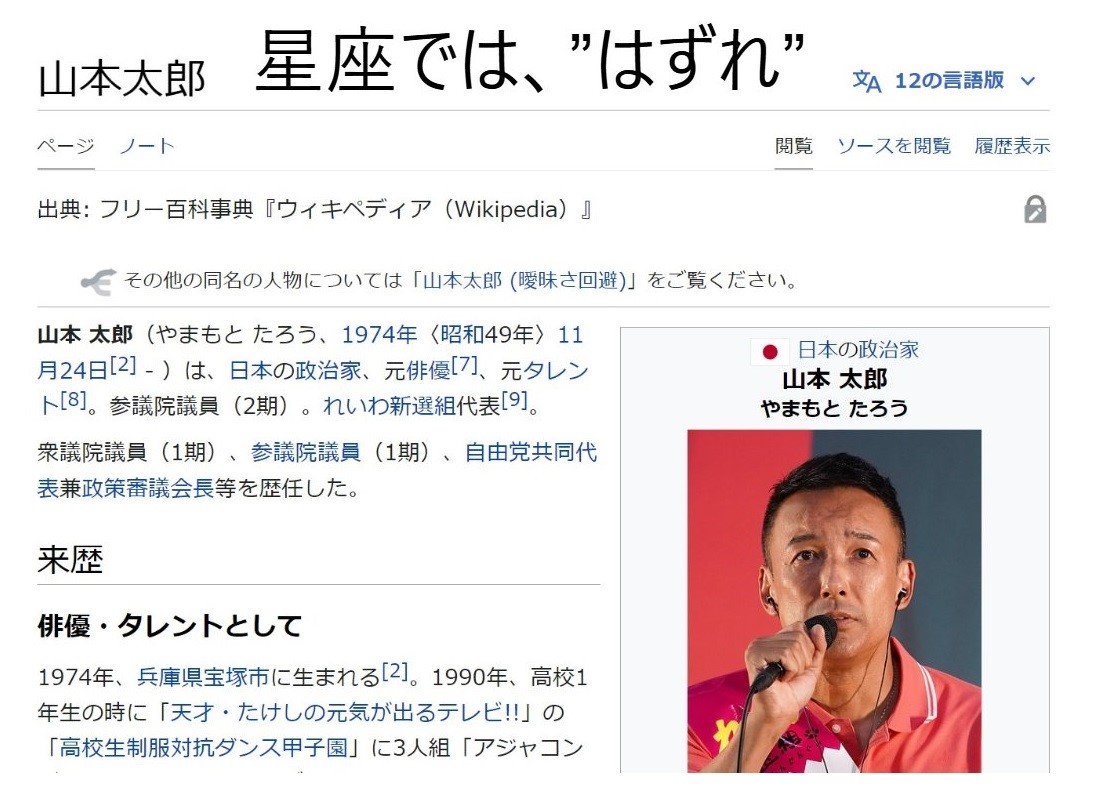 山本太郎 星座では、”はずれ” 12の言語版
ページ ノート 閲覧 ソースを閲覧 履歴表示
出典: フリー百科事典『ウィキペディア（Wikipedia）』
その他の同名の人物については「山本太郎 (曖昧さ回避)」をご覧ください。
山本 太郎（やまもと たろう、1974年〈昭和49年〉11
月24日[2] - ）は、日本の政治家、元俳優[7]、元タレン
ト[8]。参議院議員（2期）。れいわ新選組代表[9]。
衆議院議員（1期）、参議院議員（1期）、自由党共同代
表兼政策審議会長等を歴任した。
来歴
俳優・タレントとして
1974年、兵庫県宝塚市に生まれる[2]。1990年、高校1
年生の時に「天才・たけしの元気が出るテレビ!!」の
「高校生制服対抗ダンス甲子園」に3人組「アジャコン
日本の政治家
山本 太郎
やまもと たろう